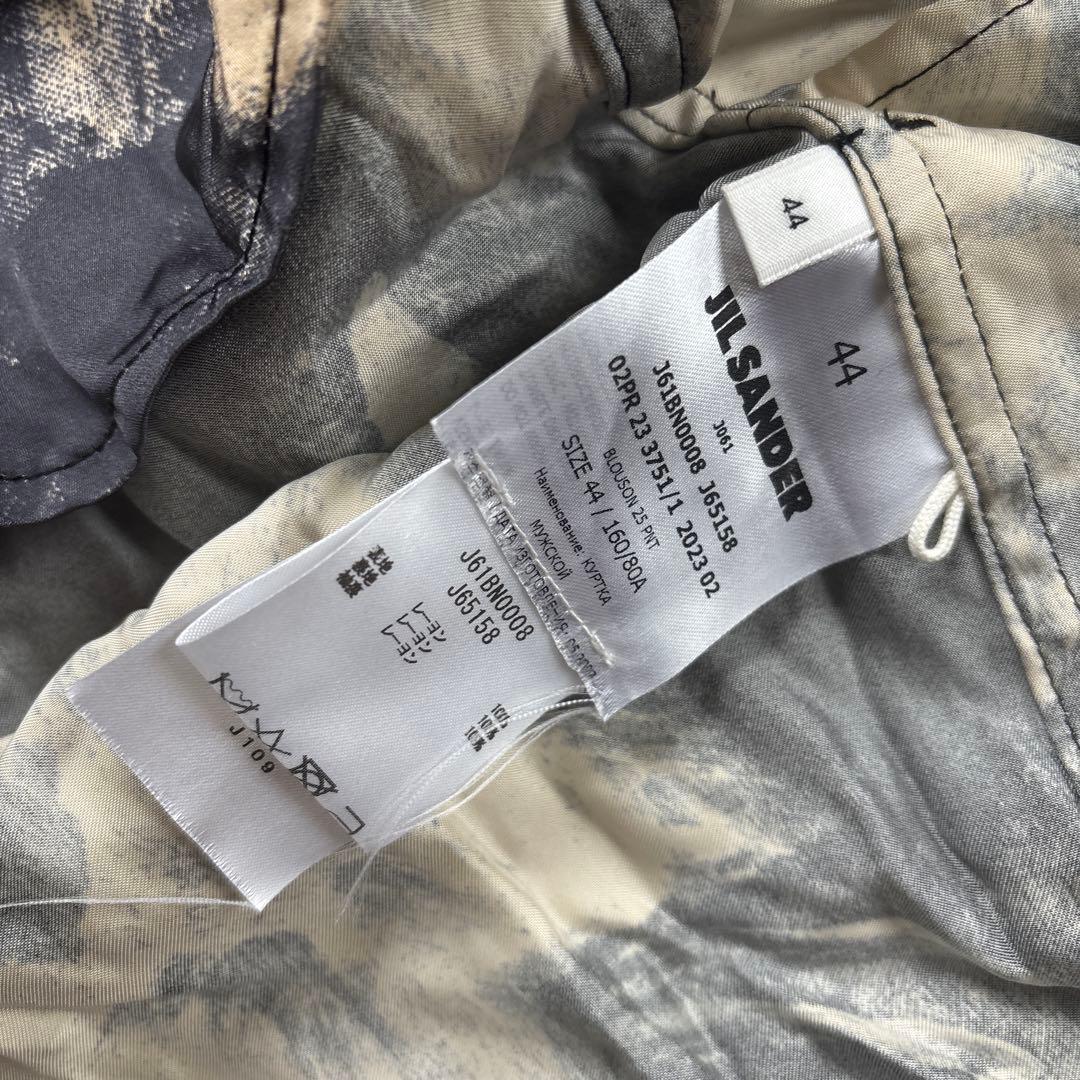 44
44
JIL SANDER
J061
J61BN0008 J65158
02PR 23 3751/1 2023 02
BLOUSON 25 PNT
SIZE 44 / 160/80A
Наименование: КУРТКА
МУЖСКОЙ
ДАТА ИЗГОТОВЛЕНИЯ:
J61BN0008
J65158
レーヨン
レーヨン
レーヨン
J109